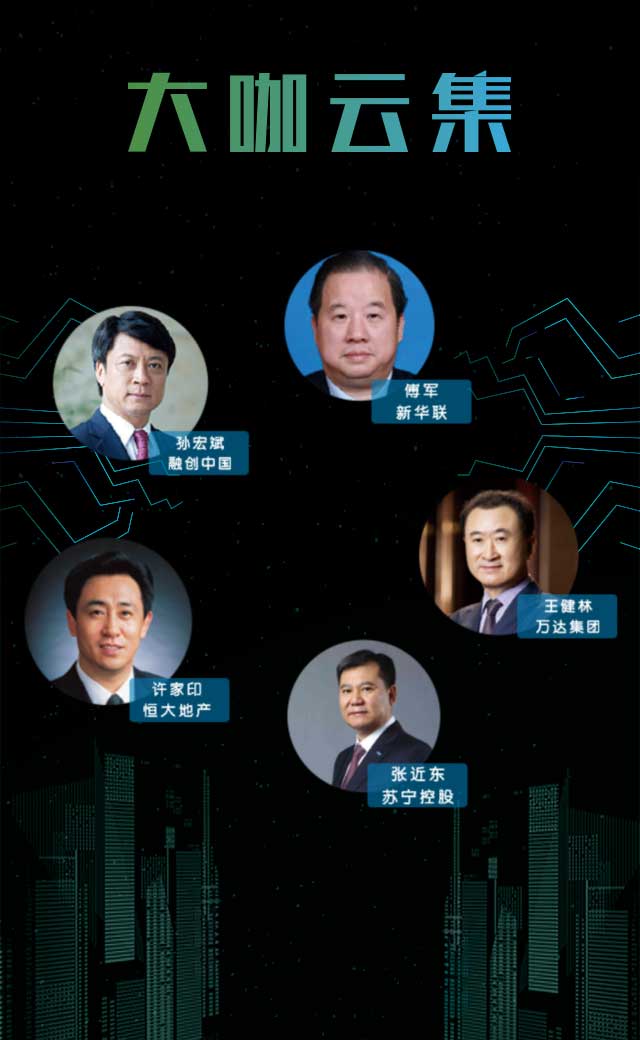 大咖云集
傅军
新华联
孙宏斌
融创中国
王健林
万达集团
许家印
恒大地产
张近东
苏宁控股